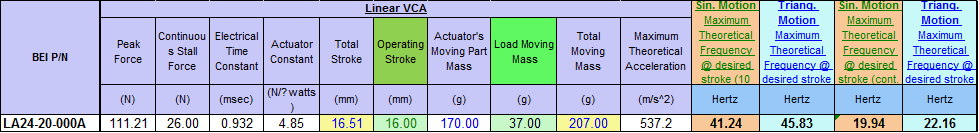 Linear VCA
BEI P/N
Peak
Force
(N)
Continuou
s Stall
Force
(N)
Electrical
Time
Constant
(msec)
Actuator
Constant
(N/? watts
)
Total
Stroke
(mm)
Operating
Stroke
(mm)
Actuator's
Moving Part
Mass
(g)
Load Moving
Mass
(g)
Total
Moving
Mass
(g)
Maximum
Theoretical
Acceleration
(m/s^2)
Sin. Motion
Maximum
Theoretical
Frequency
@ desired
stroke (10
Hertz
Triang.
Motion
Maximum
Theoretical
Frequency @
desired stroke
Hertz
Sin. Motion
Maximum
Theoretical
Frequency
@ desired
stroke (cont.
Hertz
Triang.
Motion
Maximum
Theoretical
Frequency @
desired stroke
Hertz
LA24-20-000A 111.21 26.00 0.932 4.85 16.51 16.00 170.00 37.00 207.00 537.2 41.24 45.83 19.94 22.16